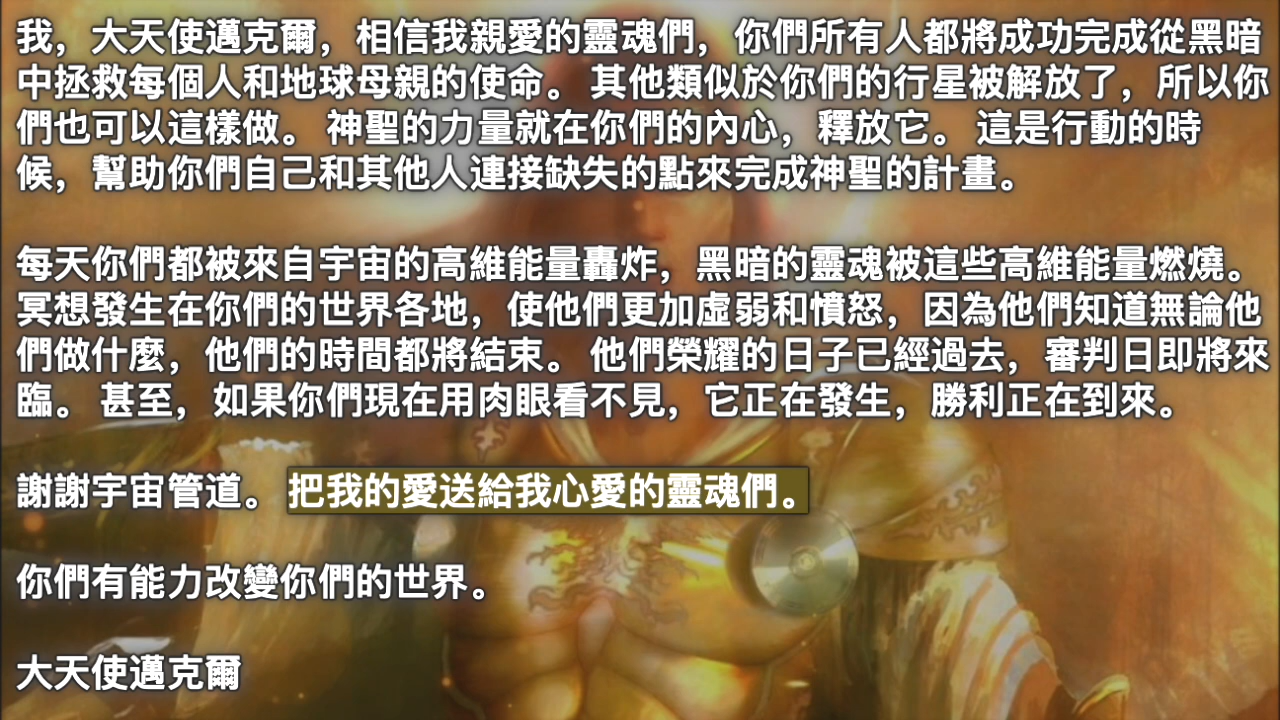 我，大天使邁克爾，相信我親愛的靈魂們，你們所有人都將成功完成從黑暗
中拯救每個人和地球母親的使命。 其他類似於你們的行星被解放了，所以你
們也可以這樣做。 神聖的力量就在你們的內心，釋放它。 這是行動的時
候，幫助你們自己和其他人連接缺失的點來完成神聖的計畫。
每天你們都被來自宇宙的高維能量轟炸，黑暗的靈魂被這些高維能量燃燒。
冥想發生在你們的世界各地，使他們更加虛弱和憤怒，因為他們知道無論他
們做什麼，他們的時間都將結束。 他們榮耀的日子已經過去，審判日即將來
臨。 甚至，如果你們現在用肉眼看不見，它正在發生，勝利正在到來。
謝謝宇宙管道。 把我的愛送給我心愛的靈魂們。
你們有能力改變你們的世界。
大天使邁克爾